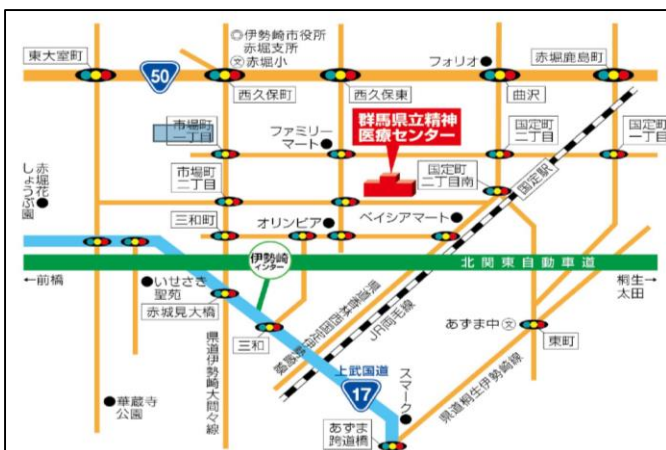 ◎伊勢崎市役所
赤堀支所
文赤堀小
東大室町
50
西久保町
西久保東
フォリオ
曲沢
赤堀鹿島町
群馬県立精神
医療センター
市場町
一丁目
ファミリー
マート
国定町
二丁目
国定町
一丁目
赤堀花
しょうぶ園
市場町
二丁目
国定町
二丁目南
国定駅
三和町
オリンピア
ベイシアマート
伊勢崎
インター
北関東自動車道
←前橋
桐生→
太田
いせさき
聖苑
赤城見大橋
三和
県道伊勢崎大間々線
県道香林西国定伊勢崎線
JR両毛線
あずま中文
東町
華蔵寺
公園
上武国道
17
スマーク
県道桐生伊勢崎線
あずま
跨道橋